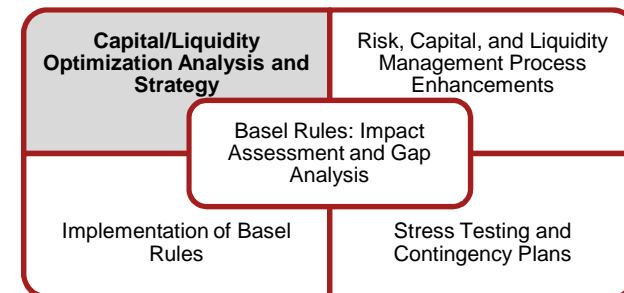 Capital/Liquidity
Optimization Analysis and
Strategy
Risk, Capital, and Liquidity
Management Process
Enhancements
Basel Rules: Impact
Assessment and Gap
Analysis
Implementation of Basel
Rules
Stress Testing and
Contingency Plans